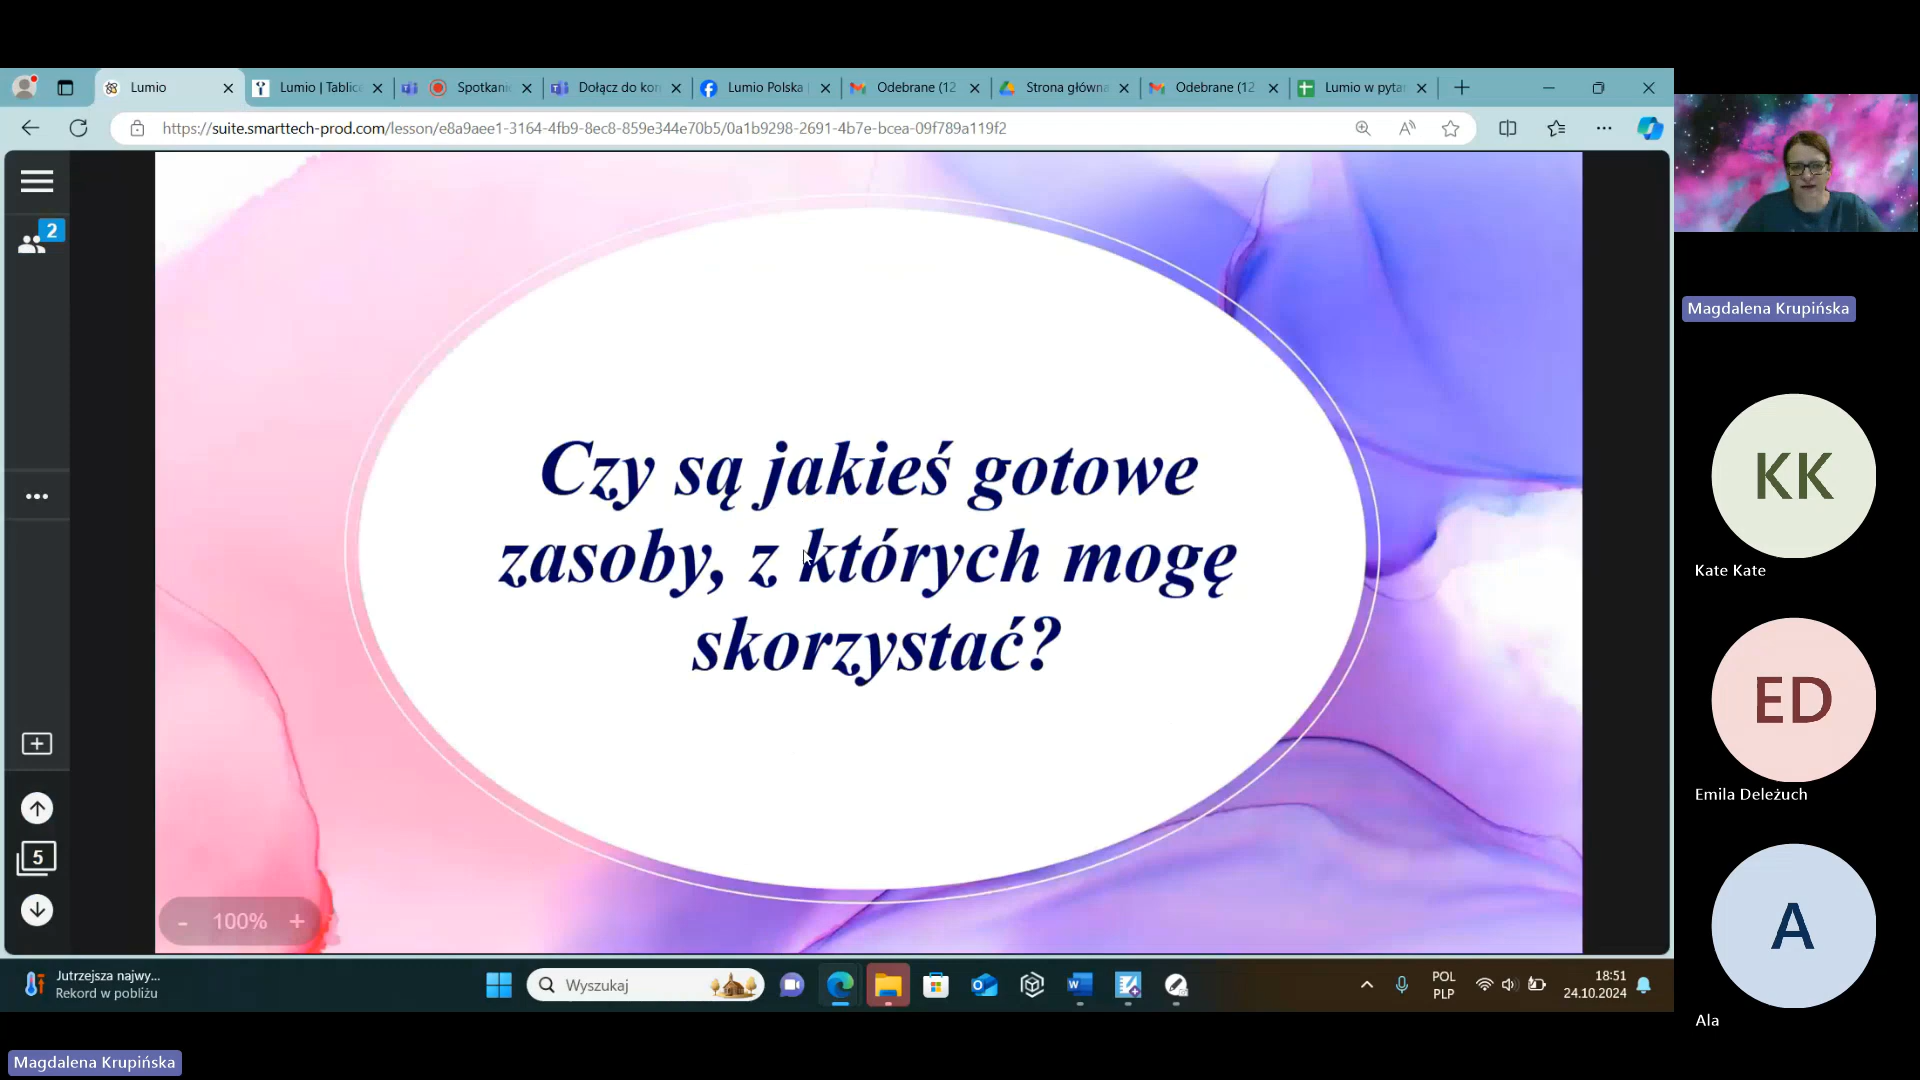 Lumio
Lumio | Tablic
Spotkani
Dołącz do kon
Lumio Polska
Odebrane (12
Strona główna
Odebrane (12
Lumio w pyta
https://suite.smarttech-prod.com/lesson/e8a9aee1-3164-4fb9-8ec8-859e344e70b5/0a1b9298-2691-4b7e-bcea-09f789a119f2
2
Czy są jakieś gotowe
zasoby, z których mogę
skorzystać?
5
- 100% +
Jutrzejsza najwy...
Rekord w pobliżu
Wyszukaj
POL
PLP
18:51
24.10.2024
Magdalena Krupińska
KK
Kate Kate
ED
Emila Deleżuch
A
Ala
Magdalena Krupińska